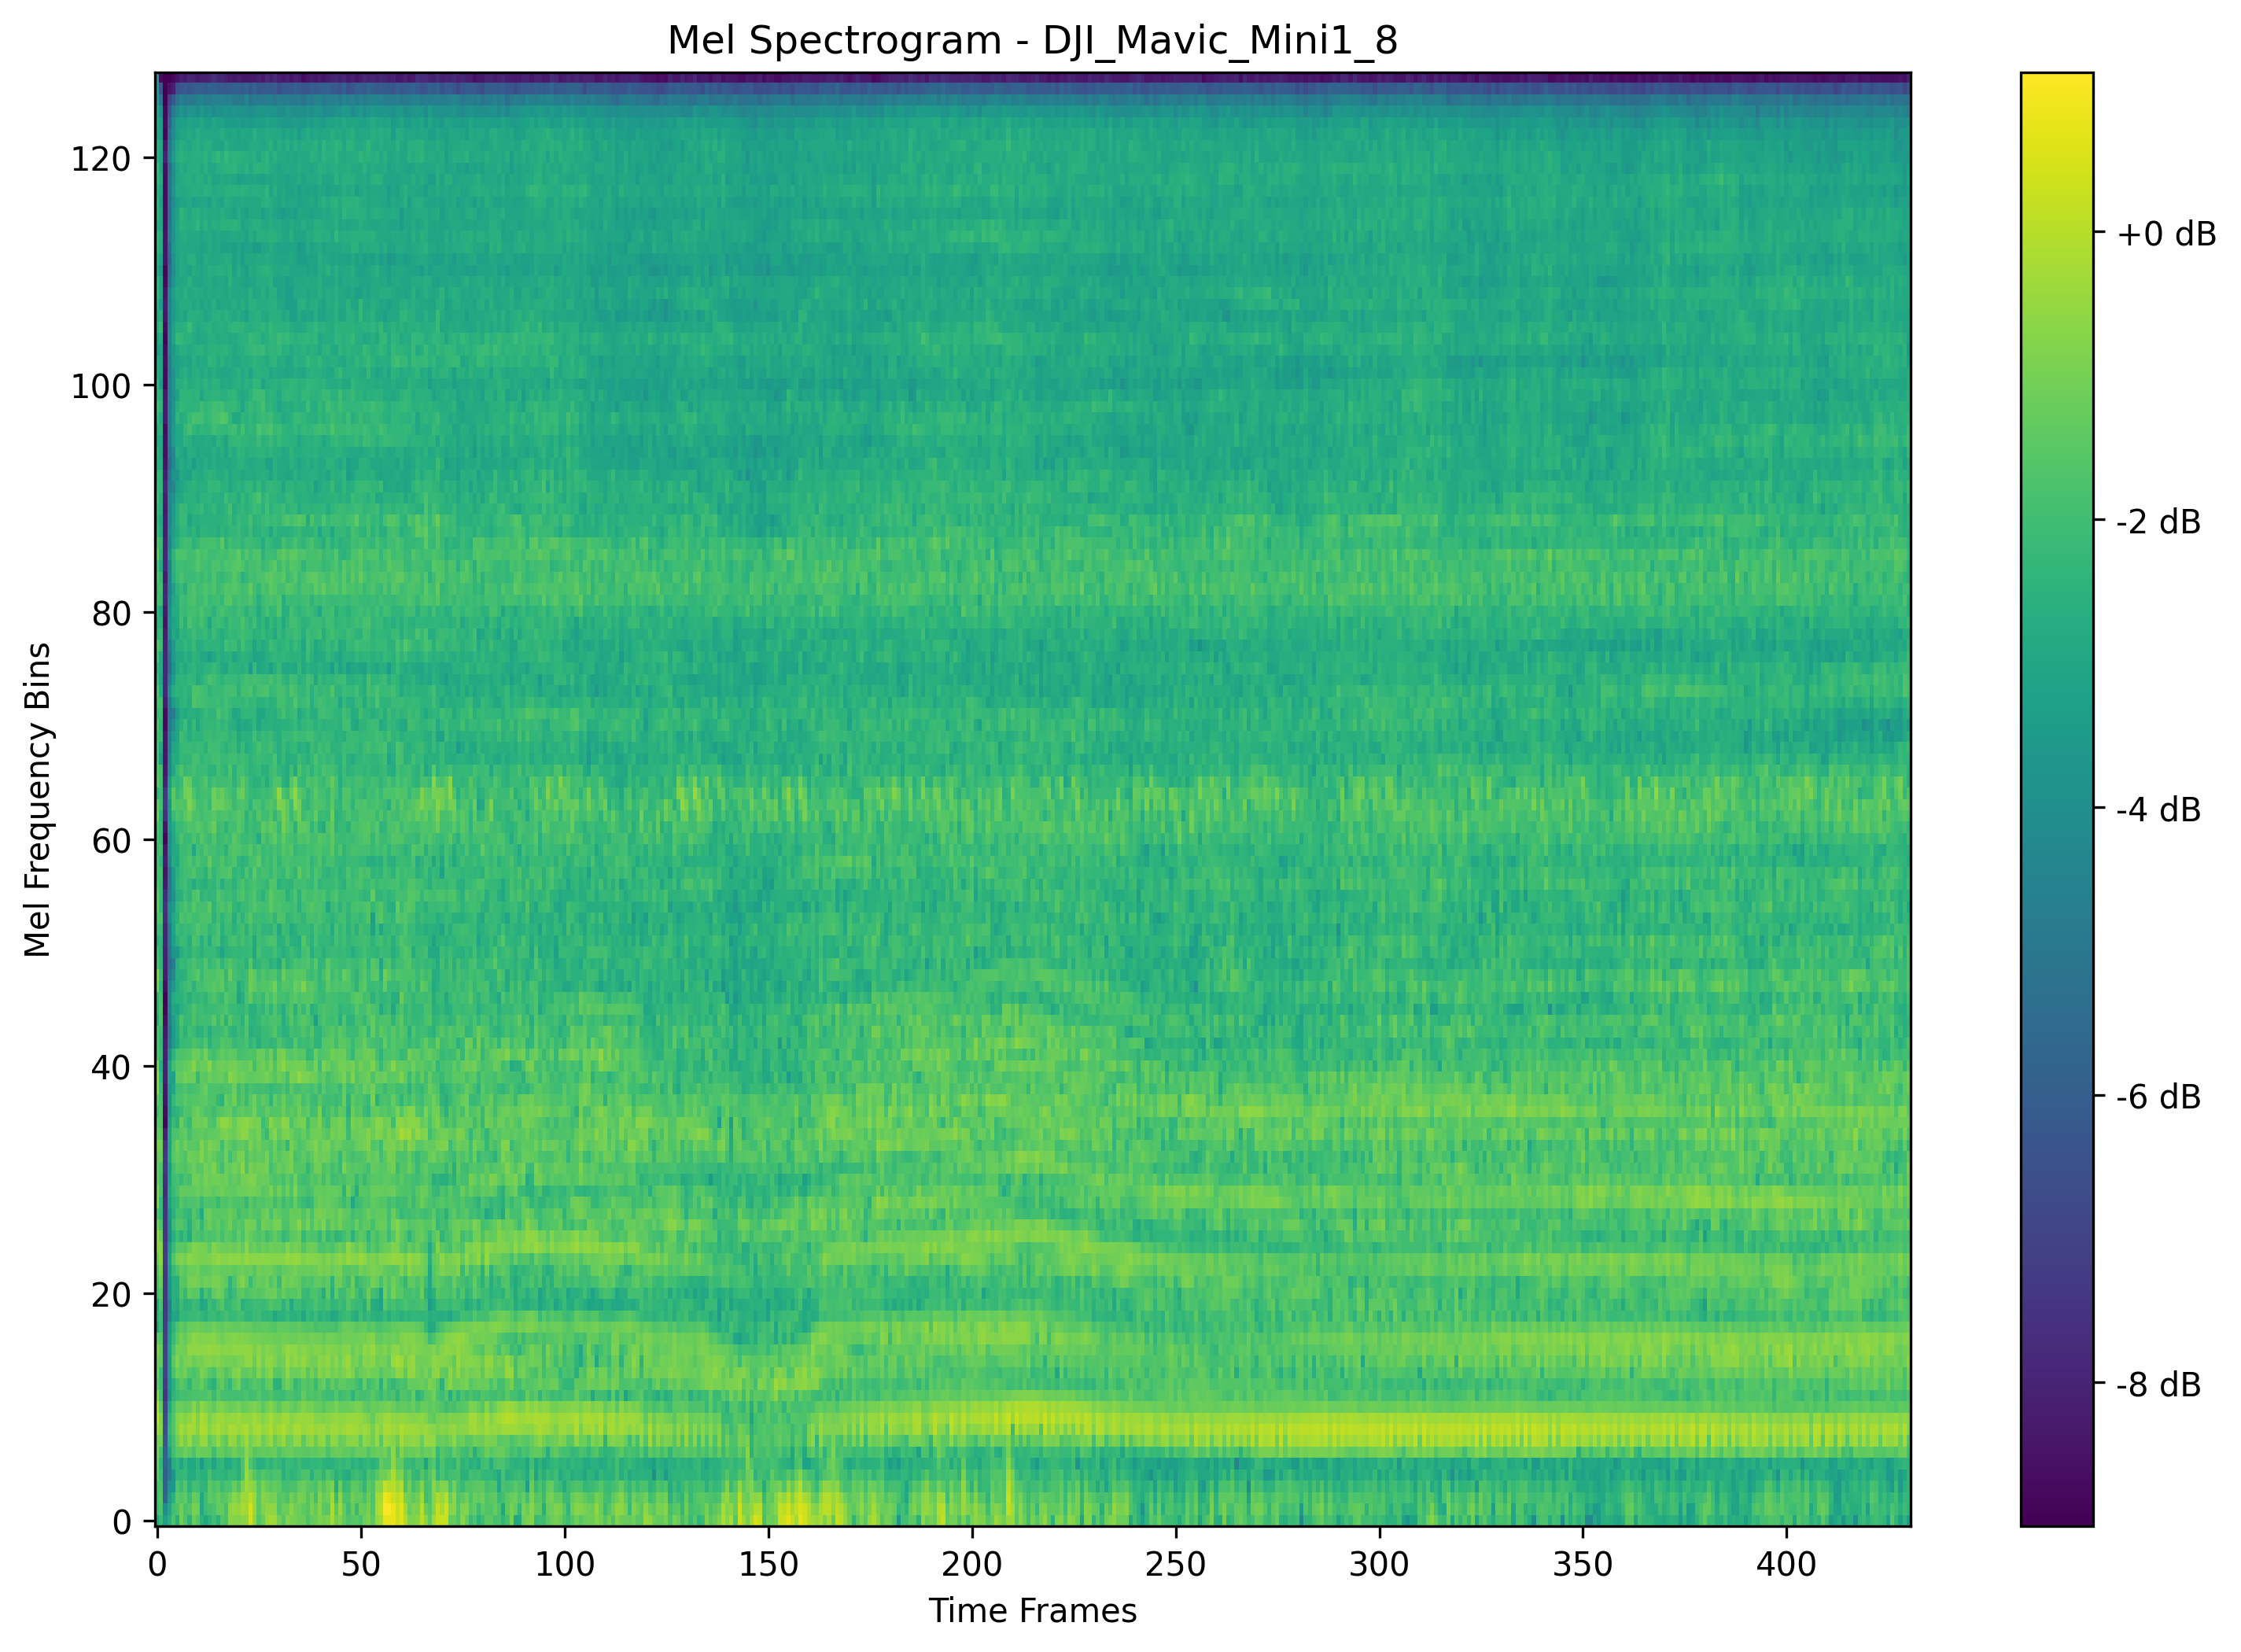 Mel Spectrogram - DJI_Mavic_Mini1_8
Mel Frequency Bins
120
100
80
60
40
20
0
0 50 100 150 200 250 300 350 400
Time Frames
+0 dB
-2 dB
-4 dB
-6 dB
-8 dB